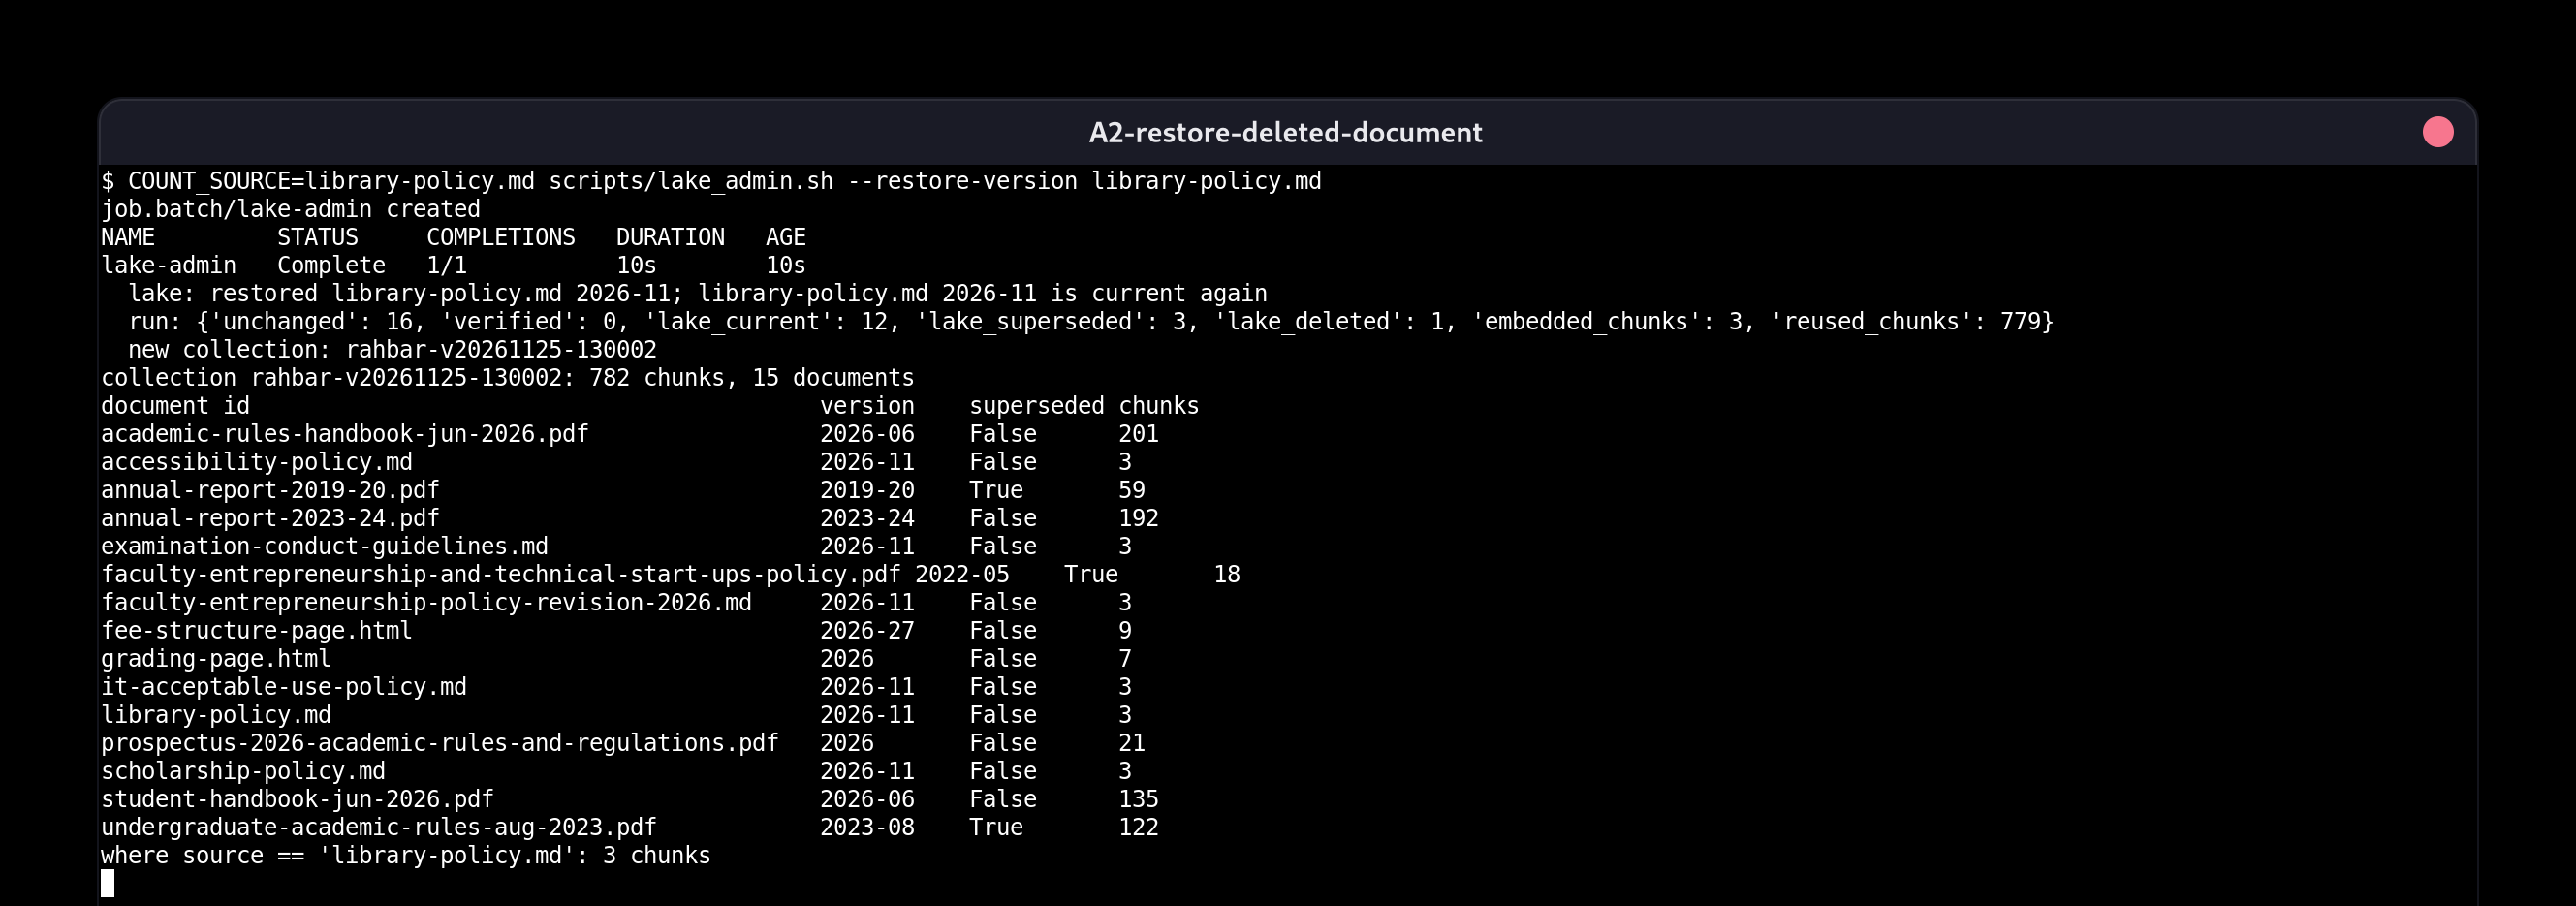 A2-restore-deleted-document
$ COUNT_SOURCE=library-policy.md scripts/lake_admin.sh --restore-version library-policy.md
job.batch/lake-admin created
NAME         STATUS     COMPLETIONS   DURATION   AGE
lake-admin   Complete   1/1           10s        10s
  lake: restored library-policy.md 2026-11; library-policy.md 2026-11 is current again
  run: {'unchanged': 16, 'verified': 0, 'lake_current': 12, 'lake_superseded': 3, 'lake_deleted': 1, 'embedded_chunks': 3, 'reused_chunks': 779}
  new collection: rahbar-v20261125-130002
collection rahbar-v20261125-130002: 782 chunks, 15 documents
document id                                          version    superseded chunks
academic-rules-handbook-jun-2026.pdf                 2026-06    False      201
accessibility-policy.md                              2026-11    False      3
annual-report-2019-20.pdf                            2019-20    True       59
annual-report-2023-24.pdf                            2023-24    False      192
examination-conduct-guidelines.md                    2026-11    False      3
faculty-entrepreneurship-and-technical-start-ups-policy.pdf 2022-05    True       18
faculty-entrepreneurship-policy-revision-2026.md     2026-11    False      3
fee-structure-page.html                              2026-27    False      9
grading-page.html                                    2026       False      7
it-acceptable-use-policy.md                          2026-11    False      3
library-policy.md                                    2026-11    False      3
prospectus-2026-academic-rules-and-regulations.pdf   2026       False      21
scholarship-policy.md                                2026-11    False      3
student-handbook-jun-2026.pdf                        2026-06    False      135
undergraduate-academic-rules-aug-2023.pdf            2023-08    True       122
where source == 'library-policy.md': 3 chunks